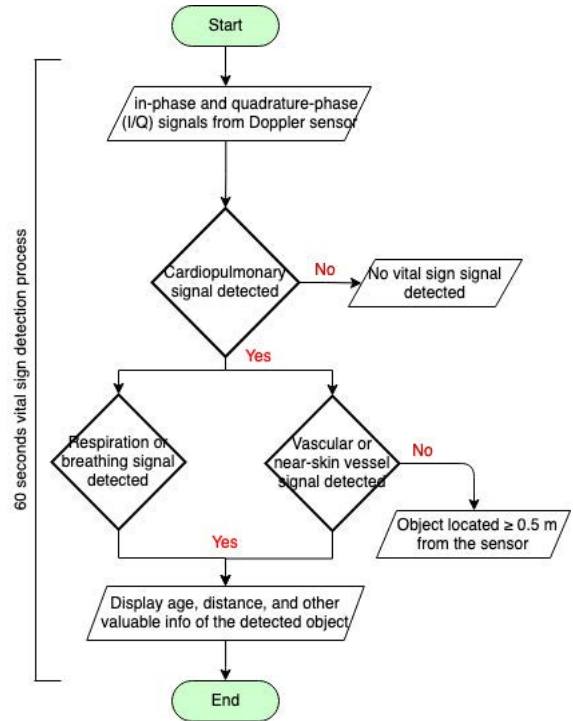 Start
in-phase and quadrature-phase
(I/Q) signals from Doppler sensor
Cardiopulmonary
signal detected
No
No vital sign signal
detected
Yes
Respiration or
breathing signal
detected
Vascular or
near-skin vessel
signal detected
No
Object located ≥ 0.5 m
from the sensor
Yes
Display age, distance, and other
valuable info of the detected object
End
60 seconds vital sign detection process